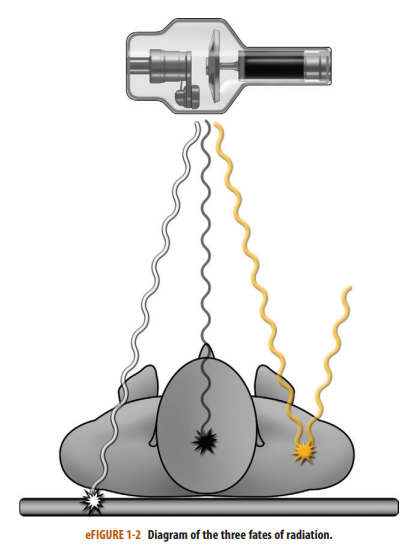 eFIGURE 1-2 Diagram of the three fates of radiation.